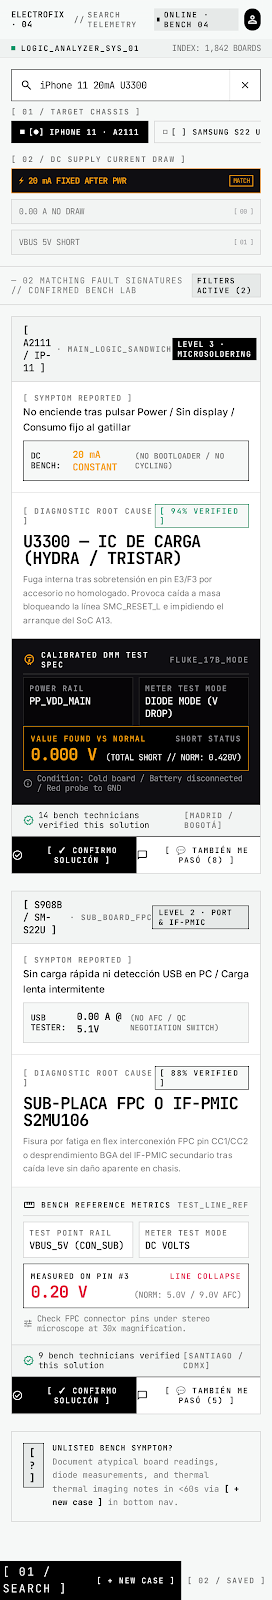 ELECTROFIX // SEARCH ■ ONLINE ·
· 04 TELEMETRY BENCH 04
■ LOGIC_ANALYZER_SYS_01 INDEX: 1,842 BOARDS
iPhone 11 20mA U3300
[ 01 / TARGET CHASSIS ]
[●] IPHONE 11 · A2111
[ ] SAMSUNG S22 U
[ 02 / DC SUPPLY CURRENT DRAW ]
⚡ 20 mA FIXED AFTER PWR MATCH
0.00 A NO DRAW [ 00 ]
VBUS 5V SHORT [ 01 ]
— 02 MATCHING FAULT SIGNATURES
// CONFIRMED BENCH LAB
FILTERS
ACTIVE (2)
[
A2111
/ IP-
11 ]
· MAIN_LOGIC_SANDWICH
LEVEL 3 ·
MICROSOLDERING
[ SYMPTOM REPORTED ]
No enciende tras pulsar Power / Sin display /
Consumo fijo al gatillar
DC
BENCH:
20 mA
CONSTANT
(NO BOOTLOADER / NO
CYCLING)
[ DIAGNOSTIC ROOT CAUSE
]
[ 94% VERIFIED
]
U3300 — IC DE CARGA
(HYDRA / TRISTAR)
Fuga interna tras sobretensión en pin E3/F3 por
accesorio no homologado. Provoca caída a masa
bloqueando la línea SMC_RESET_L e impidiendo el
arranque del SoC A13.
CALIBRATED DMM TEST
SPEC
FLUKE_17B_MODE
POWER RAIL
PP_VDD_MAIN
METER TEST MODE
DIODE MODE (V
DROP)
VALUE FOUND VS NORMAL SHORT STATUS
0.000 V (TOTAL SHORT // NORM: 0.420V)
Condition: Cold board / Battery disconnected
/ Red probe to GND
14 bench technicians
verified this solution
[MADRID /
BOGOTÁ]
[ ✓ CONFIRMO
SOLUCIÓN ]
[ 💬 TAMBIÉN ME
PASÓ (8) ]
[ S908B
/ SM-
S22U ]
· SUB_BOARD_FPC
LEVEL 2 · PORT
& IF-PMIC
[ SYMPTOM REPORTED ]
Sin carga rápida ni detección USB en PC / Carga
lenta intermitente
USB
TESTER:
0.00 A @
5.1V
(NO AFC / QC
NEGOTIATION SWITCH)
[ DIAGNOSTIC ROOT CAUSE
]
[ 88% VERIFIED
]
SUB-PLACA FPC O IF-PMIC
S2MU106
Fisura por fatiga en flex interconexión FPC pin CC1/CC2
o desprendimiento BGA del IF-PMIC secundario tras
caída leve sin daño aparente en chasis.
BENCH REFERENCE METRICS TEST_LINE_REF
TEST POINT RAIL
VBUS_5V (CON_SUB)
METER TEST MODE
DC VOLTS
MEASURED ON PIN #3 LINE COLLAPSE
0.20 V (NORM: 5.0V / 9.0V AFC)
Check FPC connector pins under stereo
microscope at 30x magnification.
9 bench technicians verified
this solution
[SANTIAGO /
CDMX]
[ ✓ CONFIRMO
SOLUCIÓN ]
[ 💬 TAMBIÉN ME
PASÓ (5) ]
[
?
]
UNLISTED BENCH SYMPTOM?
Document atypical board readings,
diode measurements, and thermal
thermal imaging notes in <60s via [ +
new case ] in bottom nav.
[ 01 /
SEARCH ]
[ + NEW CASE ]
[ 02 / SAVED ]